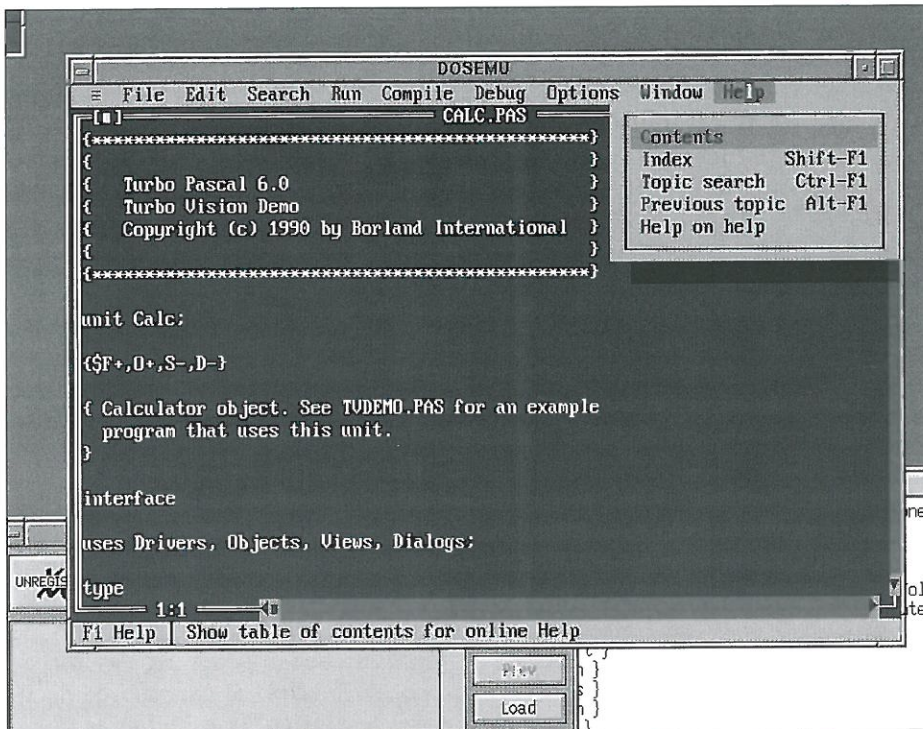 DOSEMU
≡ File Edit Search Run Compile Debug Options Window Help
[■] CALC.PAS
{*************************************************}
{ }
{ Turbo Pascal 6.0 }
{ Turbo Vision Demo }
{ Copyright (c) 1990 by Borland International }
{ }
{*************************************************}
unit Calc;
{$F+,O+,S-,D-}
{ Calculator object. See TVDEMO.PAS for an example
program that uses this unit.
}
interface
uses Drivers, Objects, Views, Dialogs;
type
1:1
F1 Help Show table of contents for online Help
Contents
Index Shift-F1
Topic search Ctrl-F1
Previous topic Alt-F1
Help on help
UNREGIS
Prev
Load